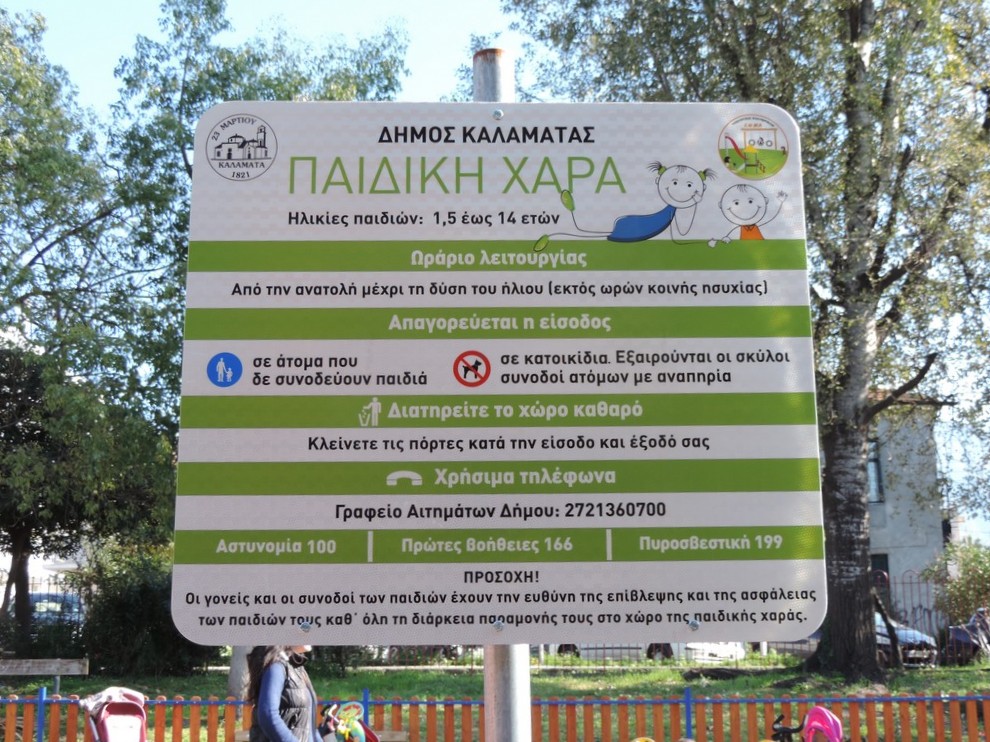 23 ΜΑΡΤΙΟΥ
ΚΑΛΑΜΑΤΑ
1821
ΔΗΜΟΣ ΚΑΛΑΜΑΤΑΣ
ΠΑΙΔΙΚΗ ΧΑΡΑ
Ηλικίες παιδιών: 1,5 έως 14 ετών
Ωράριο λειτουργίας
Από την ανατολή μέχρι τη δύση του ήλιου (εκτός ωρών κοινής ησυχίας)
Απαγορεύεται η είσοδος
σε άτομα που
δε συνοδεύουν παιδιά
σε κατοικίδια. Εξαιρούνται οι σκύλοι
συνοδοί ατόμων με αναπηρία
Διατηρείτε το χώρο καθαρό
Κλείνετε τις πόρτες κατά την είσοδο και έξοδό σας
Χρήσιμα τηλέφωνα
Γραφείο Αιτημάτων Δήμου: 2721360700
Αστυνομία 100
Πρώτες βοήθειες 166
Πυροσβεστική 199
ΠΡΟΣΟΧΗ!
Οι γονείς και οι συνοδοί των παιδιών έχουν την ευθύνη της επίβλεψης και της ασφάλειας
των παιδιών τους καθ' όλη τη διάρκεια παραμονής τους στο χώρο της παιδικής χαράς.